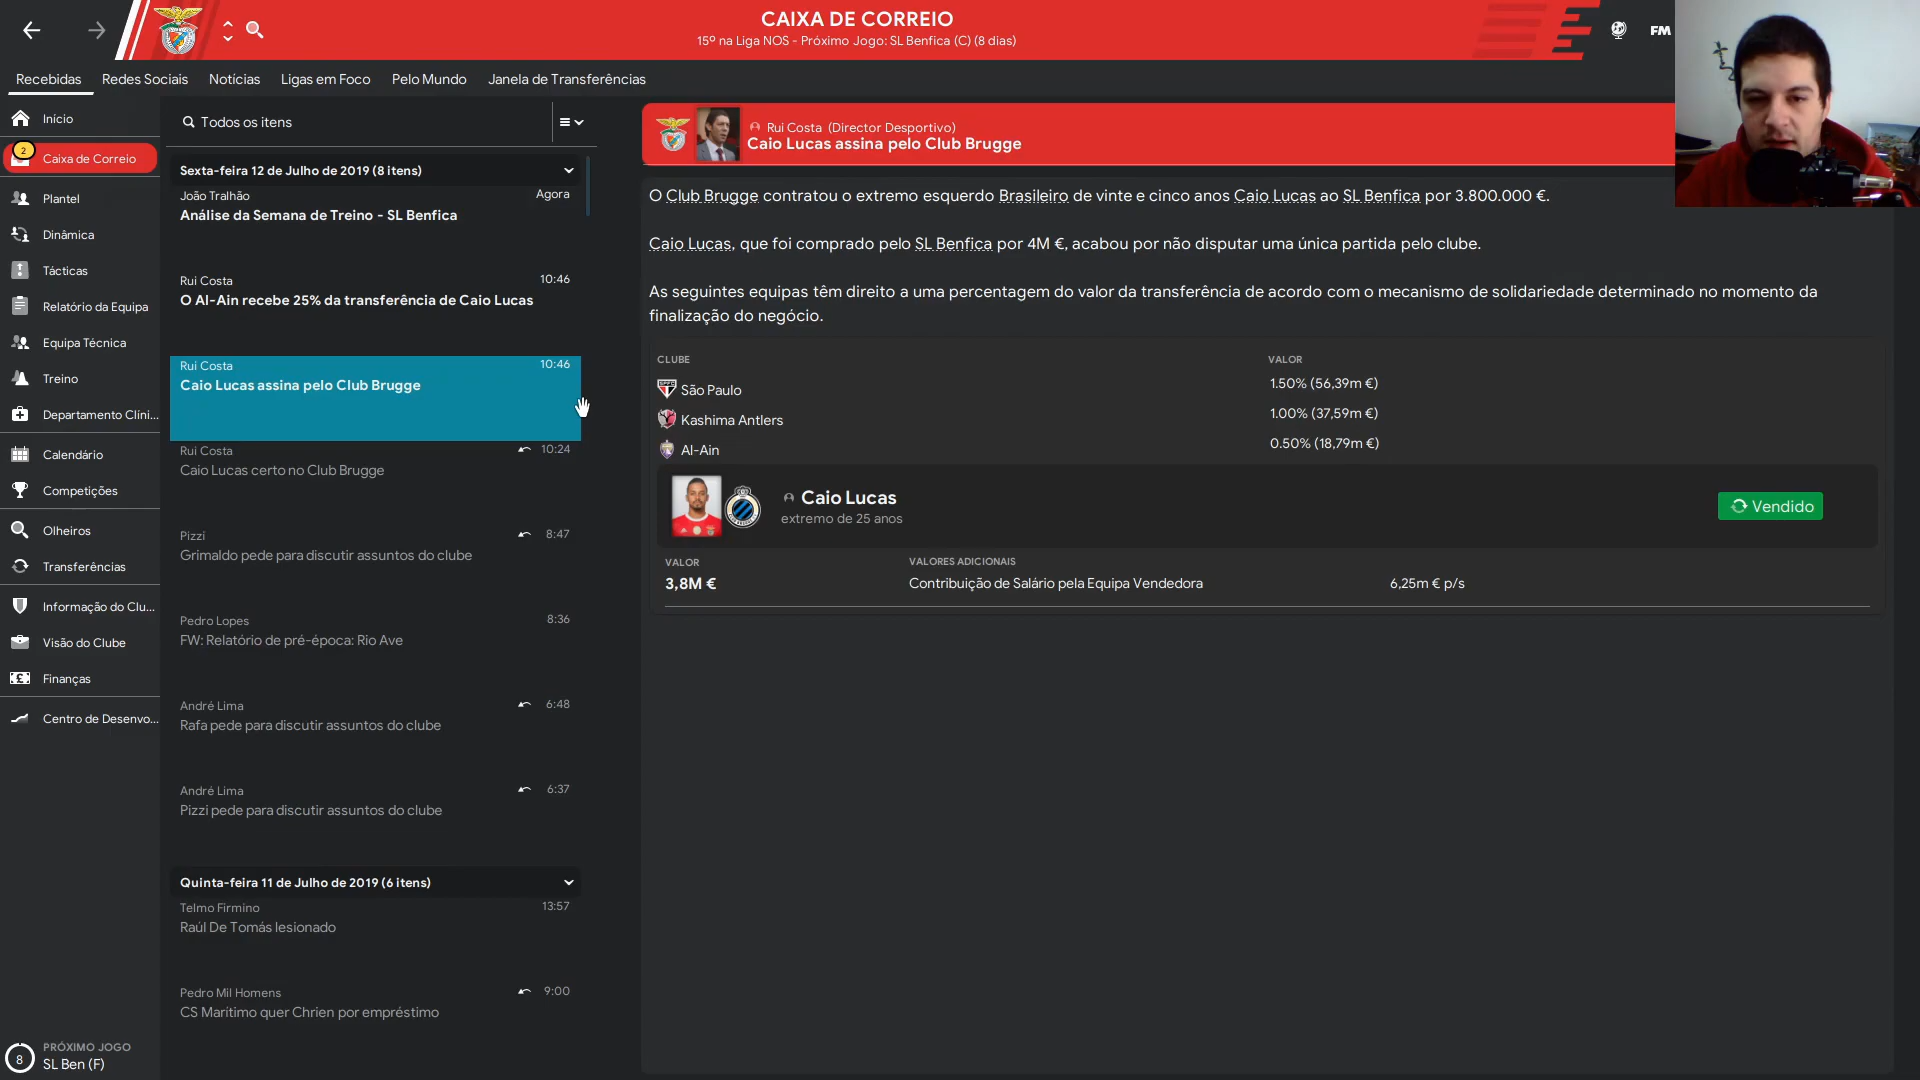 CAIXA DE CORREIO
15º na Liga NOS - Próximo Jogo: SL Benfica (C) (8 dias)
FM
Recebidas
Redes Sociais
Notícias
Ligas em Foco
Pelo Mundo
Janela de Transferências
Início
2
Caixa de Correio
Plantel
Dinâmica
Tácticas
Relatório da Equipa
Equipa Técnica
Treino
Departamento Clíni...
Calendário
Competições
Olheiros
Transferências
Informação do Clu...
Visão do Clube
Finanças
Centro de Desenvo...
8
PRÓXIMO JOGO
SL Ben (F)
Todos os itens
Sexta-feira 12 de Julho de 2019 (8 itens)
João Tralhão
Agora
Análise da Semana de Treino - SL Benfica
Rui Costa
10:46
O Al-Ain recebe 25% da transferência de Caio Lucas
Rui Costa
10:46
Caio Lucas assina pelo Club Brugge
Rui Costa
10:24
Caio Lucas certo no Club Brugge
Pizzi
8:47
Grimaldo pede para discutir assuntos do clube
Pedro Lopes
8:36
FW: Relatório de pré-época: Rio Ave
André Lima
6:48
Rafa pede para discutir assuntos do clube
André Lima
6:37
Pizzi pede para discutir assuntos do clube
Quinta-feira 11 de Julho de 2019 (6 itens)
Telmo Firmino
13:57
Raúl De Tomás lesionado
Pedro Mil Homens
9:00
CS Marítimo quer Chrien por empréstimo
Rui Costa (Director Desportivo)
Caio Lucas assina pelo Club Brugge
O Club Brugge contratou o extremo esquerdo Brasileiro de vinte e cinco anos Caio Lucas ao SL Benfica por 3.800.000 €.
Caio Lucas, que foi comprado pelo SL Benfica por 4M €, acabou por não disputar uma única partida pelo clube.
As seguintes equipas têm direito a uma percentagem do valor da transferência de acordo com o mecanismo de solidariedade determinado no momento da
finalização do negócio.
CLUBE
VALOR
São Paulo
1.50% (56,39m €)
Kashima Antlers
1.00% (37,59m €)
Al-Ain
0.50% (18,79m €)
Caio Lucas
extremo de 25 anos
Vendido
VALOR
VALORES ADICIONAIS
3,8M €
Contribuição de Salário pela Equipa Vendedora
6,25m € p/s